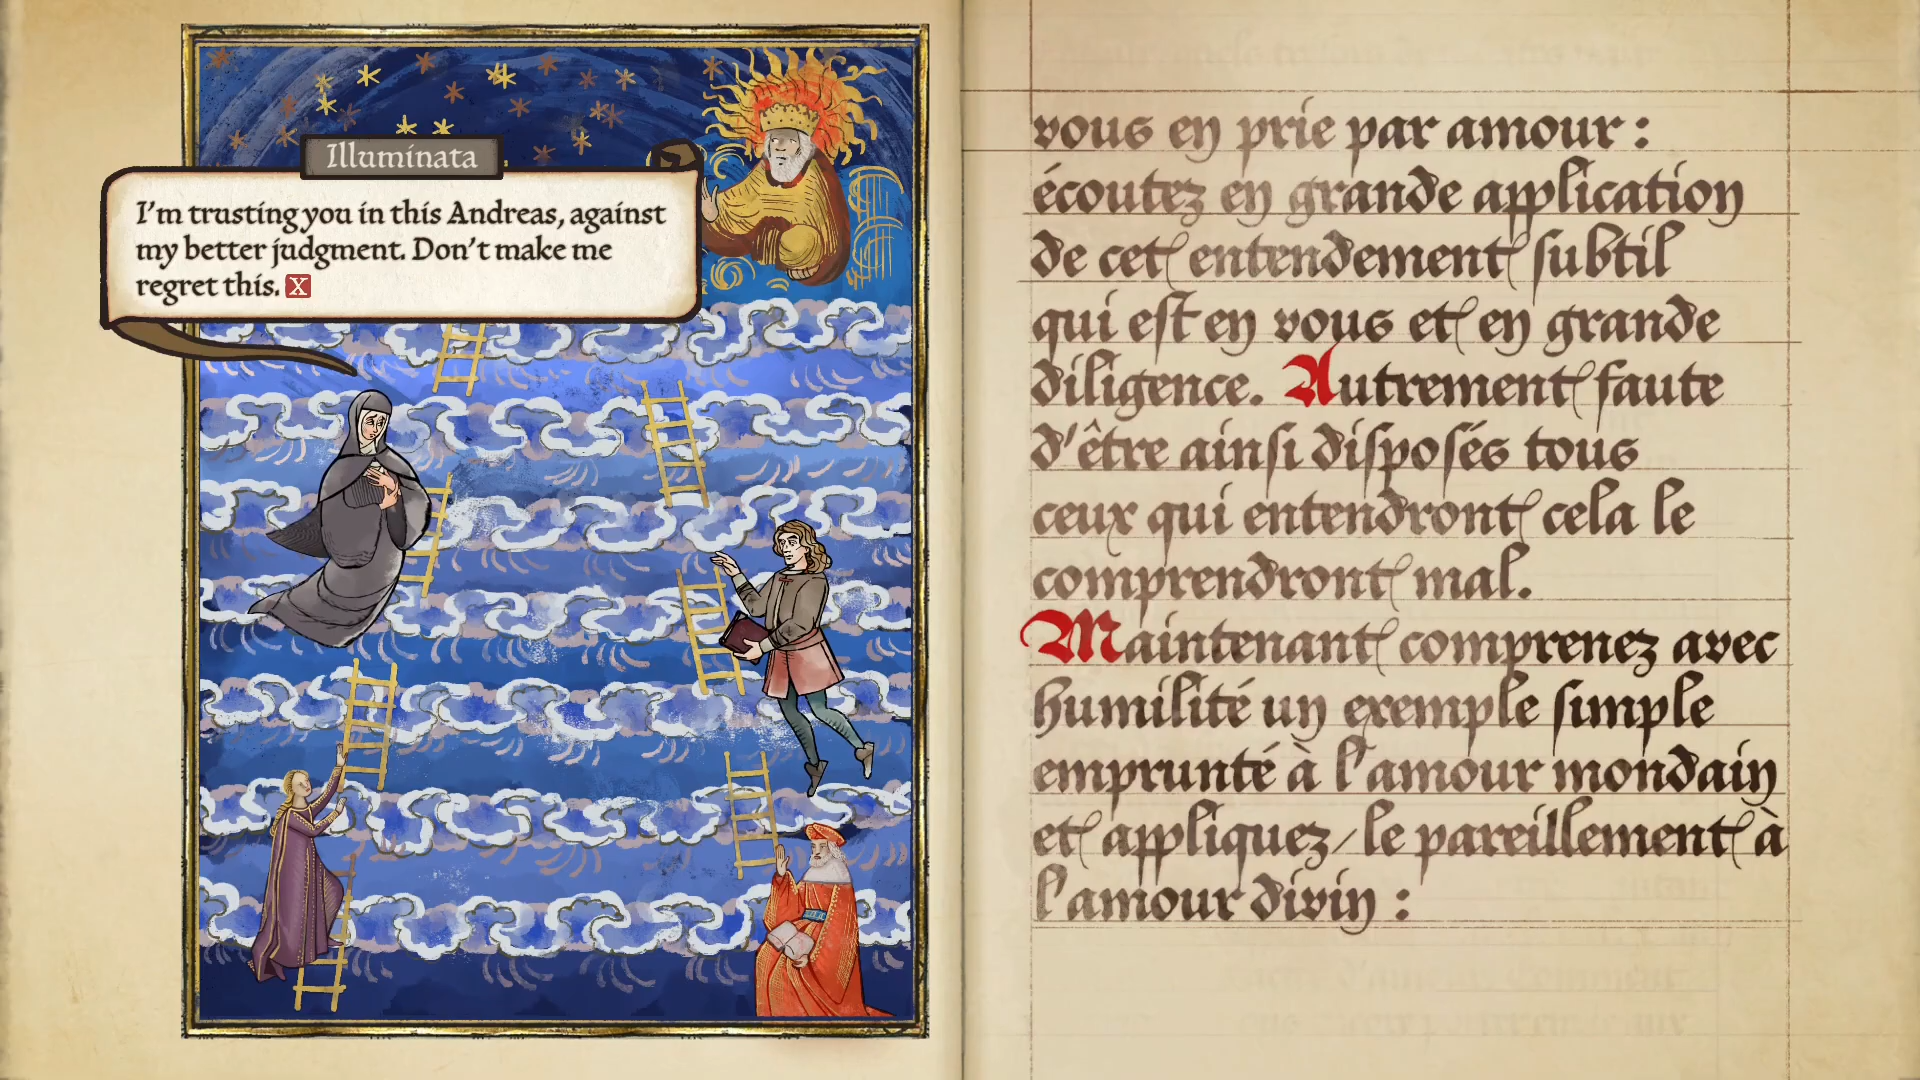 Illuminata
I'm trusting you in this Andreas, against
my better judgment. Don't make me
regret this. X
vous en prie par amour :
écoutez en grande application
de cet entendement subtil
qui est en vous et en grande
diligence. Autrement faute
d'être ainsi disposés tous
ceux qui entendront cela le
comprendront mal.
Maintenant comprenez avec
humilité un exemple simple
emprunté à l'amour mondain
et appliquez-le pareillement à
l'amour divin :